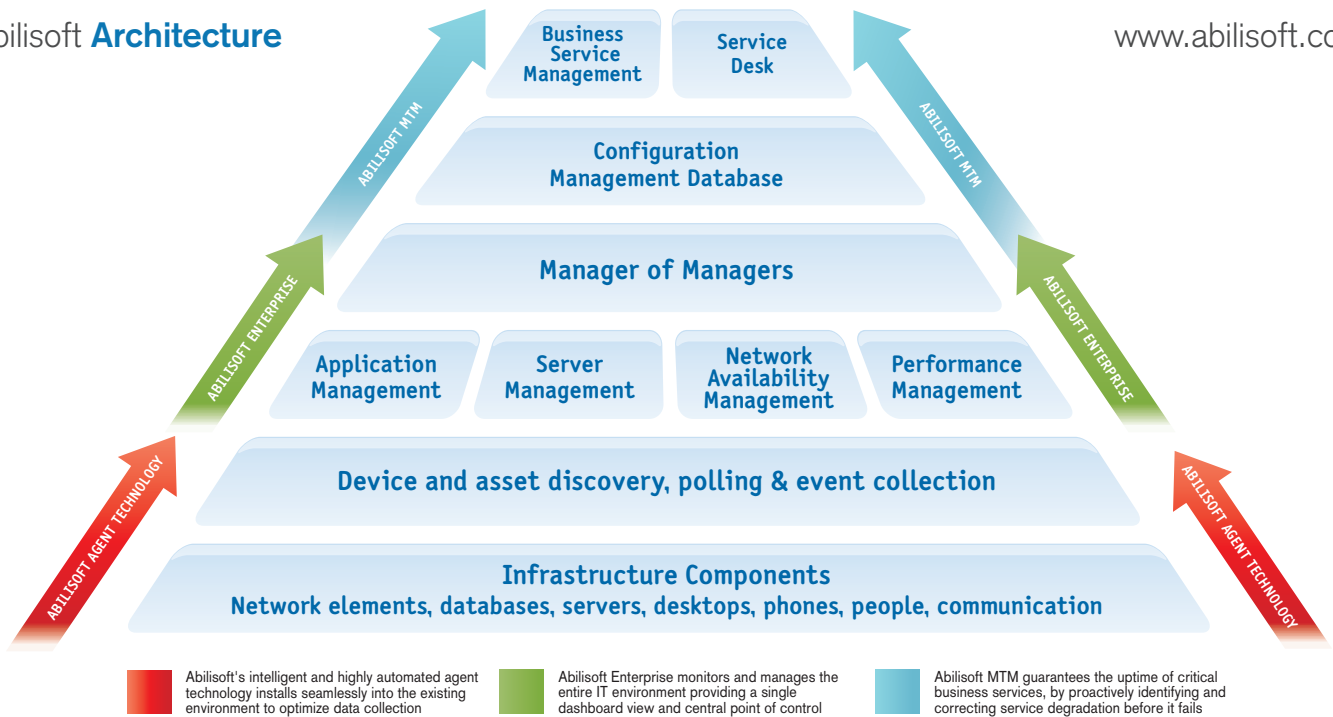 bilisoft Architecture
www.abilisoft.co
Business
Service
Management
Service
Desk
ABILISOFT MTM
ABILISOFT MTM
Configuration
Management Database
Manager of Managers
ABILISOFT ENTERPRISE
ABILISOFT ENTERPRISE
Application
Management
Server
Management
Network
Availability
Management
Performance
Management
Device and asset discovery, polling & event collection
ABILISOFT AGENT TECHNOLOGY
ABILISOFT AGENT TECHNOLOGY
Infrastructure Components
Network elements, databases, servers, desktops, phones, people, communication
Abilisoft's intelligent and highly automated agent
technology installs seamlessly into the existing
environment to optimize data collection
Abilisoft Enterprise monitors and manages the
entire IT environment providing a single
dashboard view and central point of control
Abilisoft MTM guarantees the uptime of critical
business services, by proactively identifying and
correcting service degradation before it fails